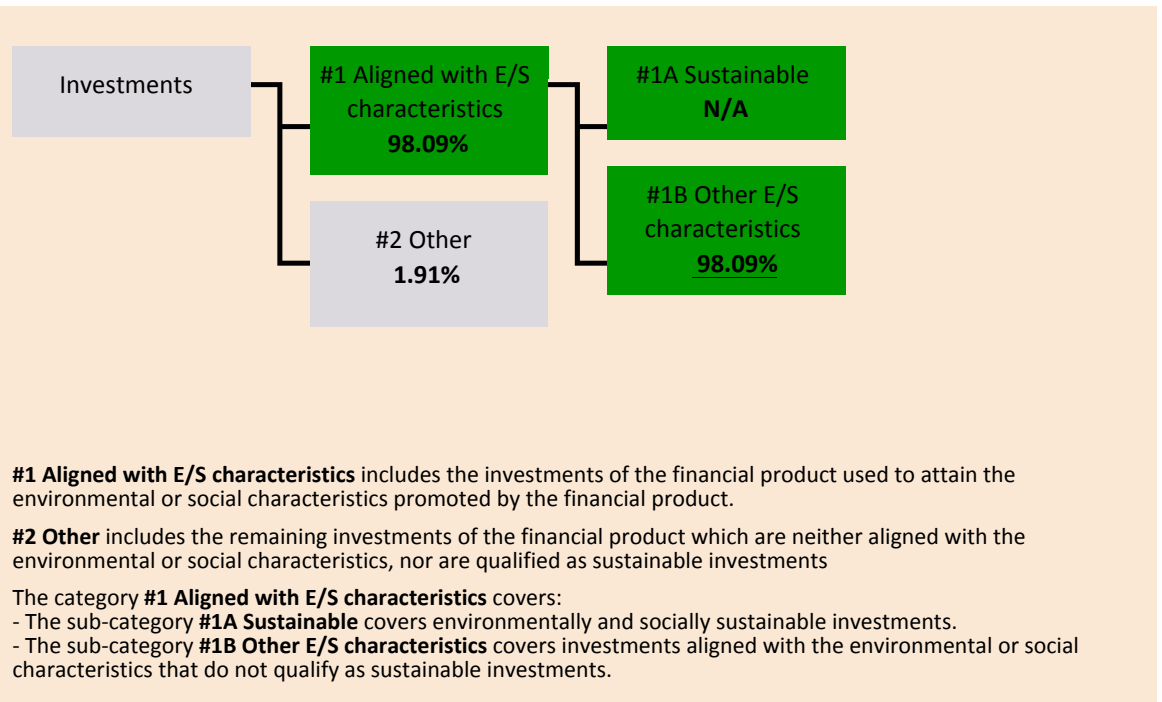 Investments
#1 Aligned with E/S
characteristics
98.09%
#2 Other
1.91%
#1A Sustainable
N/A
#1B Other E/S
characteristics
98.09%
#1 Aligned with E/S characteristics includes the investments of the financial product used to attain the
environmental or social characteristics promoted by the financial product.
#2 Other includes the remaining investments of the financial product which are neither aligned with the
environmental or social characteristics, nor are qualified as sustainable investments
The category #1 Aligned with E/S characteristics covers:
- The sub-category #1A Sustainable covers environmentally and socially sustainable investments.
- The sub-category #1B Other E/S characteristics covers investments aligned with the environmental or social
characteristics that do not qualify as sustainable investments.